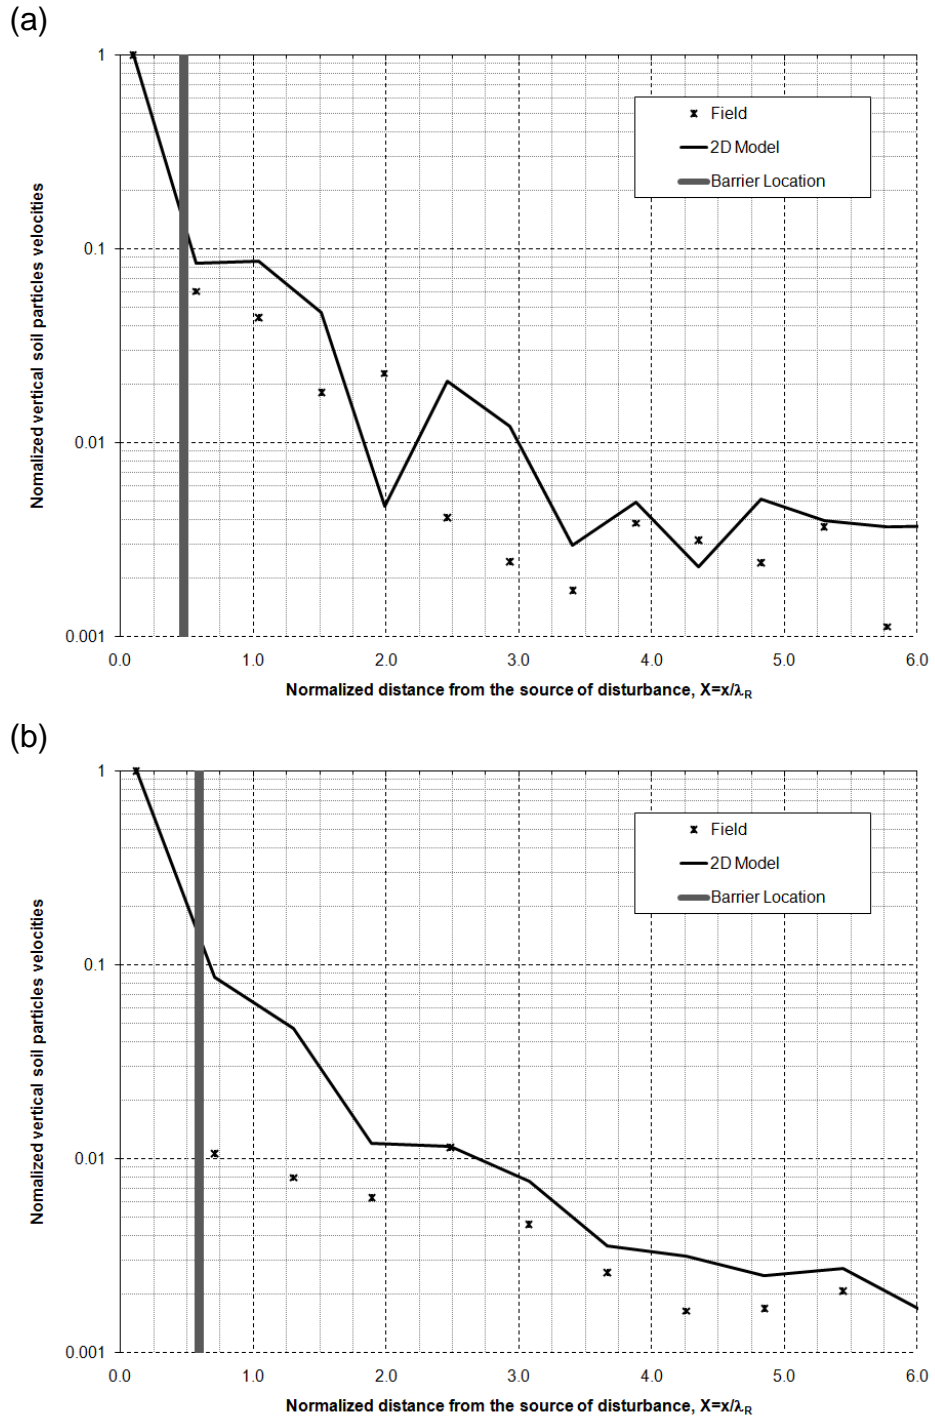 (a)
1
0.1
0.01
0.001
Nomalized vertical soil particles velocities
Field
2D Model
Barrier Location
0.0 1.0 2.0 3.0 4.0 5.0 6.0
Normalized distance from the source of disturbance, X=x/λR
(b)
1
0.1
0.01
0.001
Nomalized vertical soil particles velocities
Field
2D Model
Barrier Location
0.0 1.0 2.0 3.0 4.0 5.0 6.0
Normalized distance from the source of disturbance, X=x/λR